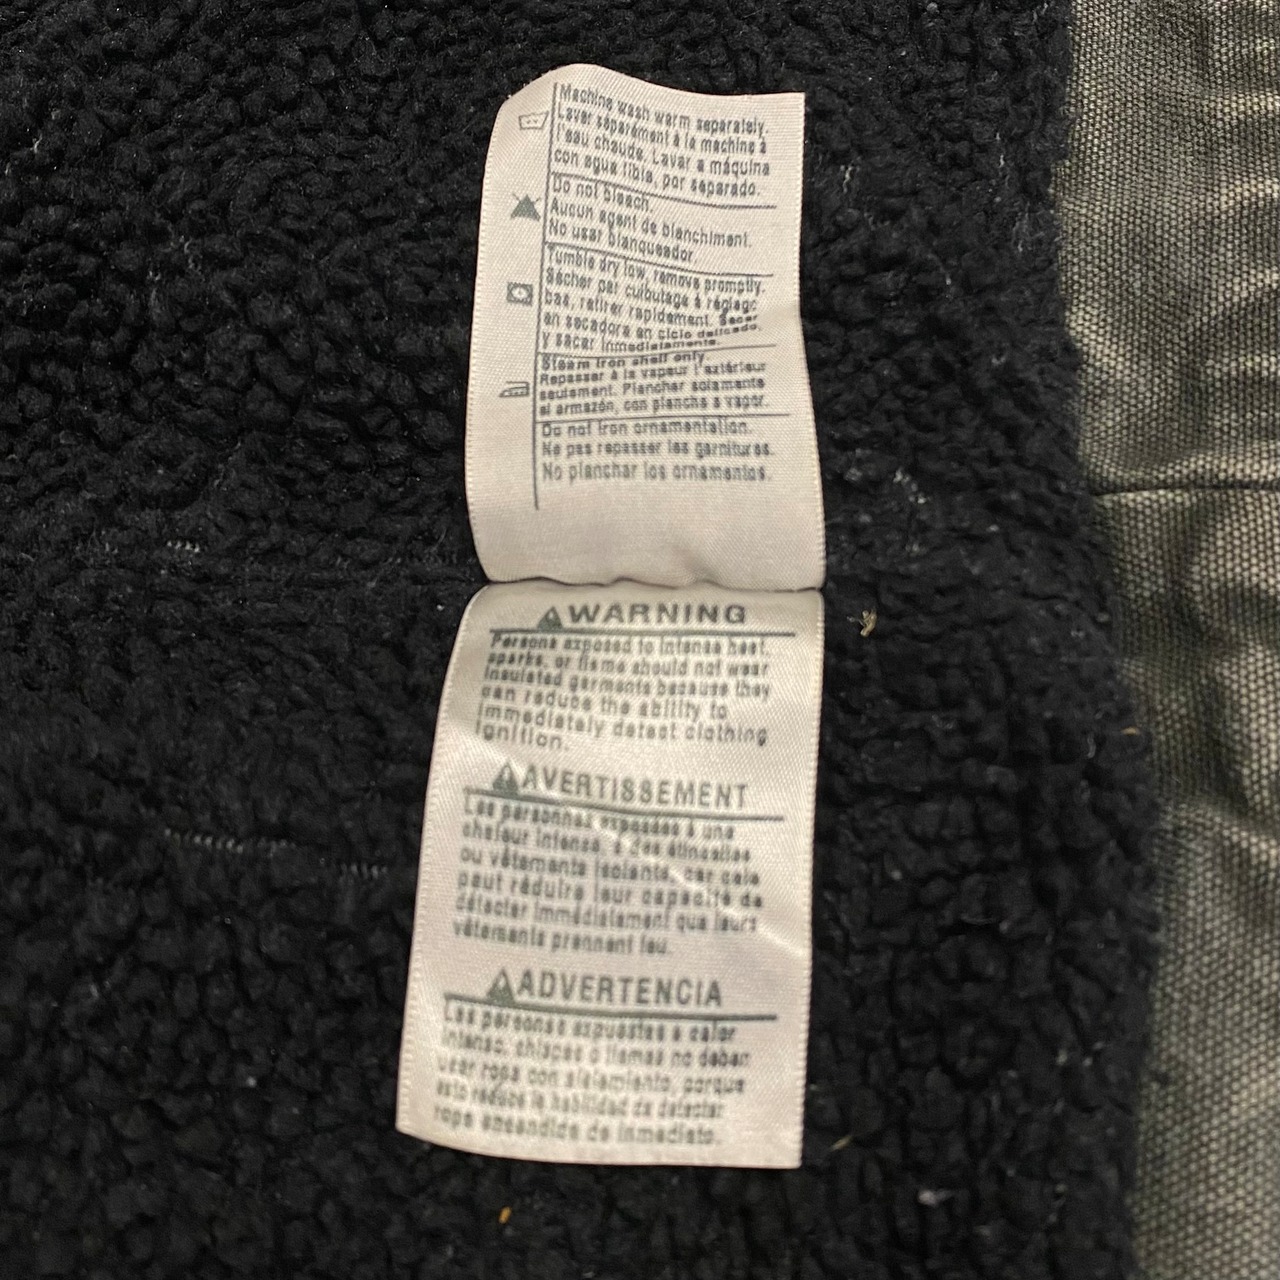 Machine wash warm separately.
Laver séparément à la machine à
l'eau chaude. Lavar a máquina
con agua tibia, por separado.
Do not bleach.
Aucun agent de blanchiment.
No usar blanqueador.
Tumble dry low, remove promptly.
Sécher par culbutage à réglage
bas, retirer rapidement. Secar
en secadora en ciclo delicado,
y sacar inmediatamente.
Steam iron shell only
Repasser à la vapeur l'extérieur
seulement. Planchar solamente
el armazón, con plancha a vapor.
Do not iron ornamentation.
Ne pas repasser les garnitures.
No planchar los ornamentos.
WARNING
Persons exposed to intense heat,
sparks, or flame should not wear
insulated garments because they
can reduce the ability to
immediately detect clothing
ignition.
AVERTISSEMENT
Les personnes exposées à une
chaleur intense, à des étincelles
ou vêtements isolants, car cela
peut réduire leur capacité de
détecter immédiatement que leurs
vêtements prennent feu.
ADVERTENCIA
Las personas expuestas a calor
intenso, chispas o llamas no deben
usar ropa con aislamiento, porque
esto reduce la habilidad de detectar
ropa encendida de inmediato.